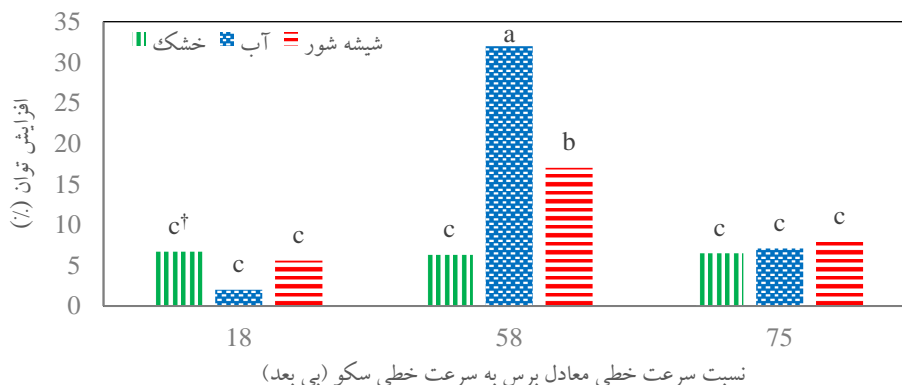 خشك آب شیشه شور
افزایش توان (٪)
35
30
25
20
15
10
5
0
c†
c
c
c
a
b
c
c
c
18 58 75
نسبت سرعت خطی معادل برس به سرعت خطی سکو (بی بعد)